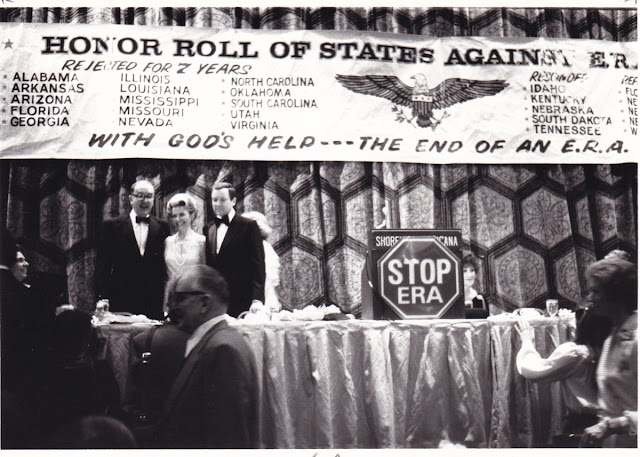 HONOR ROLL OF STATES AGAINST E.R.A.
REJECTED FOR 7 YEARS
ALABAMA
ARKANSAS
ARIZONA
FLORIDA
GEORGIA
ILLINOIS
LOUISIANA
MISSISSIPPI
MISSOURI
NEVADA
NORTH CAROLINA
OKLAHOMA
SOUTH CAROLINA
UTAH
VIRGINIA
RESCINDED
IDAHO
KENTUCKY
NEBRASKA
SOUTH DAKOTA
TENNESSEE
WITH GOD'S HELP---THE END OF AN E.R.A.
STOP
ERA